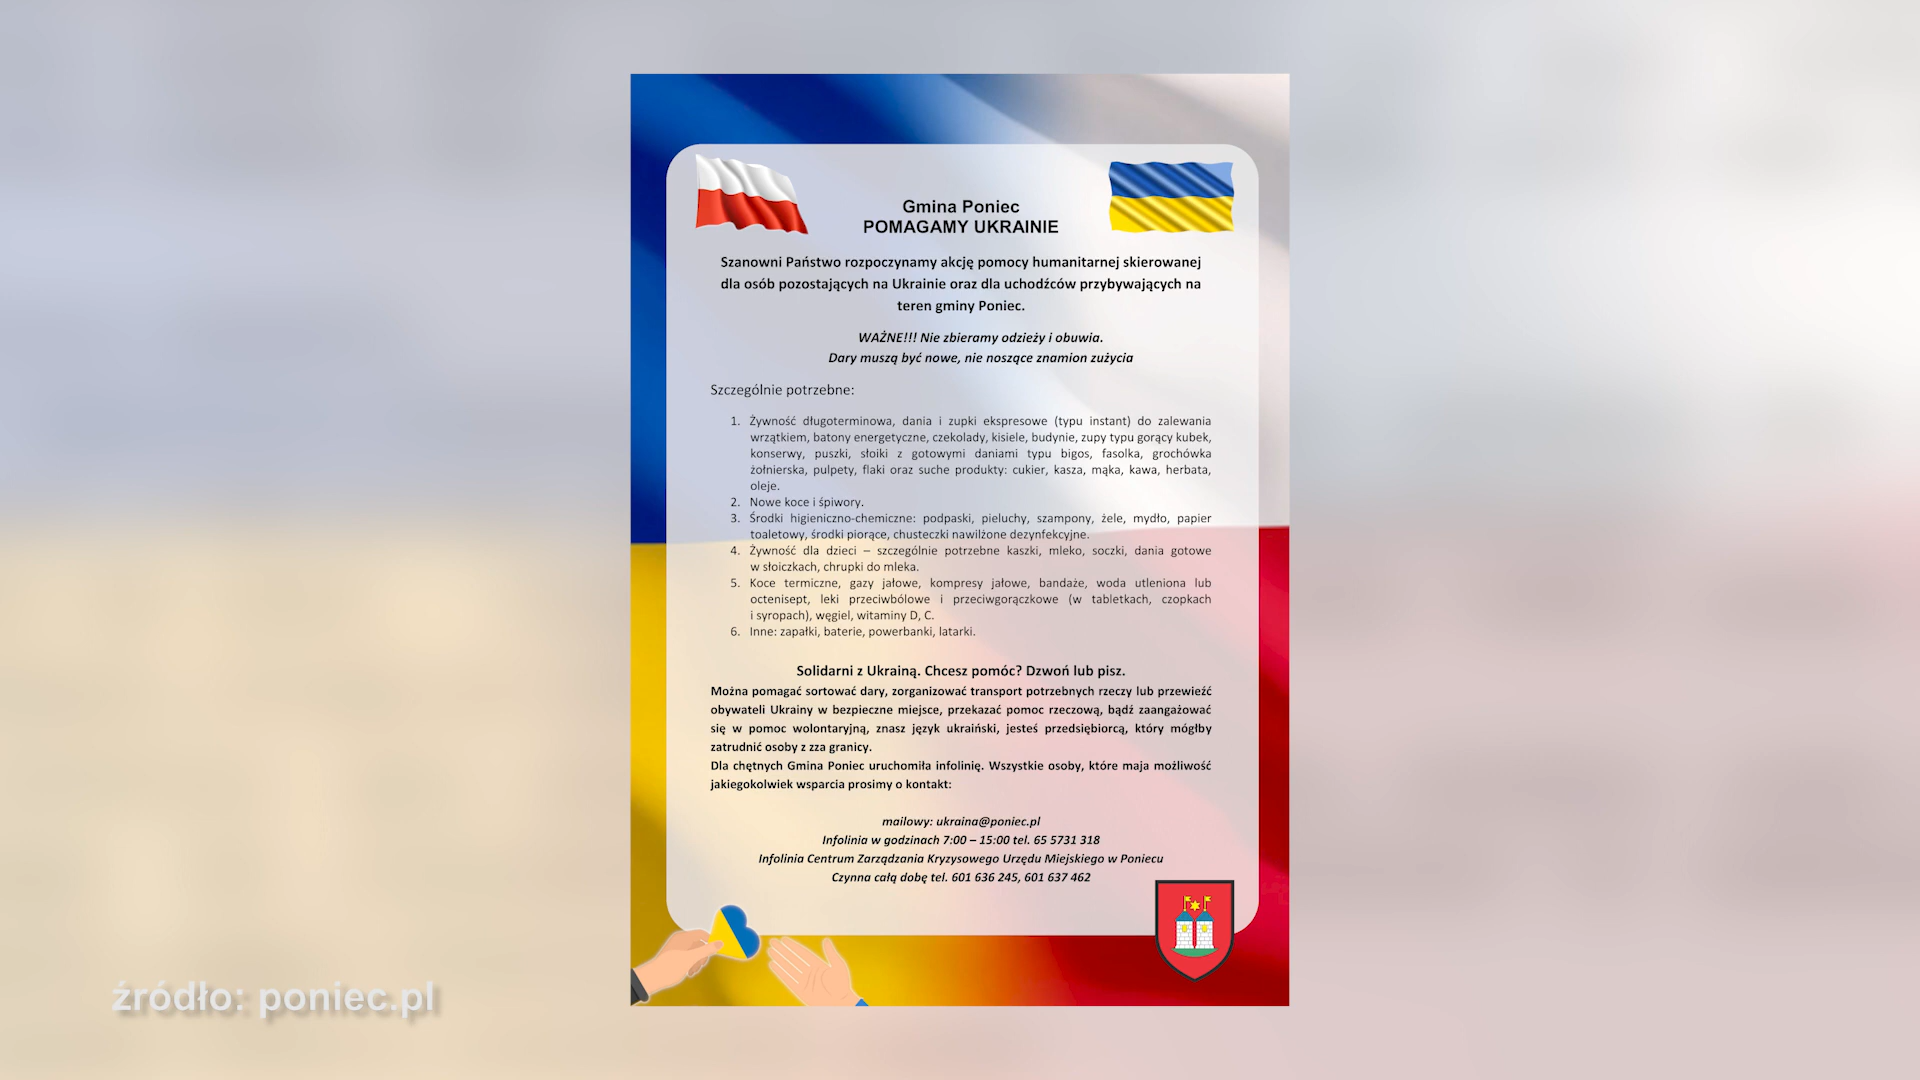 Gmina Poniec
POMAGAMY UKRAINIE
Szanowni Państwo rozpoczynamy akcję pomocy humanitarnej skierowanej
dla osób pozostających na Ukrainie oraz dla uchodźców przybywających na
teren gminy Poniec.
WAŻNE!!! Nie zbieramy odzieży i obuwia.
Dary muszą być nowe, nie noszące znamion zużycia
Szczególnie potrzebne:
1. Żywność długoterminowa, dania i zupki ekspresowe (typu instant) do zalewania
wrzątkiem, batony energetyczne, czekolady, kisiele, budynie, zupy typu gorący kubek,
konserwy, puszki, słoiki z gotowymi daniami typu bigos, fasolka, grochówka
żołnierska, pulpety, flaki oraz suche produkty: cukier, kasza, mąka, kawa, herbata,
oleje.
2. Nowe koce i śpiwory.
3. Środki higieniczno-chemiczne: podpaski, pieluchy, szampony, żele, mydło, papier
toaletowy, środki piorące, chusteczki nawilżone dezynfekcyjne.
4. Żywność dla dzieci – szczególnie potrzebne kaszki, mleko, soczki, dania gotowe
w słoiczkach, chrupki do mleka.
5. Koce termiczne, gazy jałowe, kompresy jałowe, bandaże, woda utleniona lub
octenisept, leki przeciwbólowe i przeciwgorączkowe (w tabletkach, czopkach
i syropach), węgiel, witaminy D, C.
6. Inne: zapałki, baterie, powerbanki, latarki.
Solidarni z Ukrainą. Chcesz pomóc? Dzwoń lub pisz.
Można pomagać sortować dary, zorganizować transport potrzebnych rzeczy lub przewieźć
obywateli Ukrainy w bezpieczne miejsce, przekazać pomoc rzeczową, bądź zaangażować
się w pomoc wolontaryjną, znasz język ukraiński, jesteś przedsiębiorcą, który mógłby
zatrudnić osoby z zza granicy.
Dla chętnych Gmina Poniec uruchomiła infolinię. Wszystkie osoby, które maja możliwość
jakiegokolwiek wsparcia prosimy o kontakt:
mailowy: ukraina@poniec.pl
Infolinia w godzinach 7:00 – 15:00 tel. 65 5731 318
Infolinia Centrum Zarządzania Kryzysowego Urzędu Miejskiego w Poniecu
Czynna całą dobę tel. 601 636 245, 601 637 462
źródło: poniec.pl